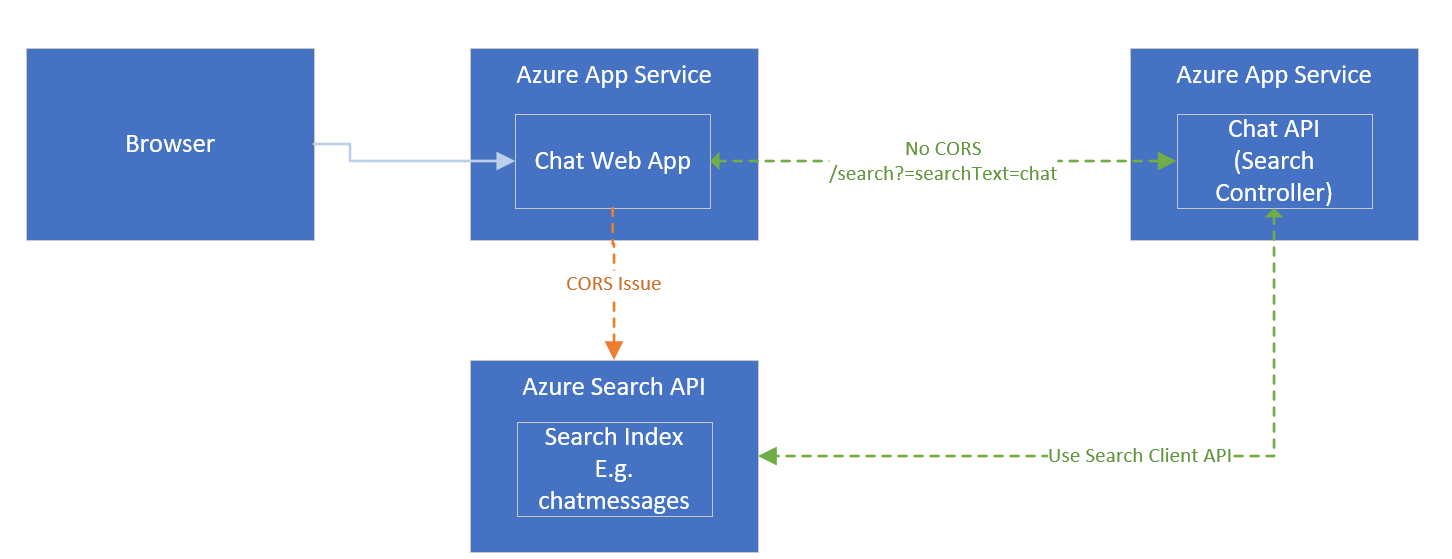 Browser
Azure App Service
Chat Web App
No CORS
/search?=searchText=chat
Azure App Service
Chat API
(Search
Controller)
CORS Issue
Azure Search API
Search Index
E.g.
chatmessages
Use Search Client API